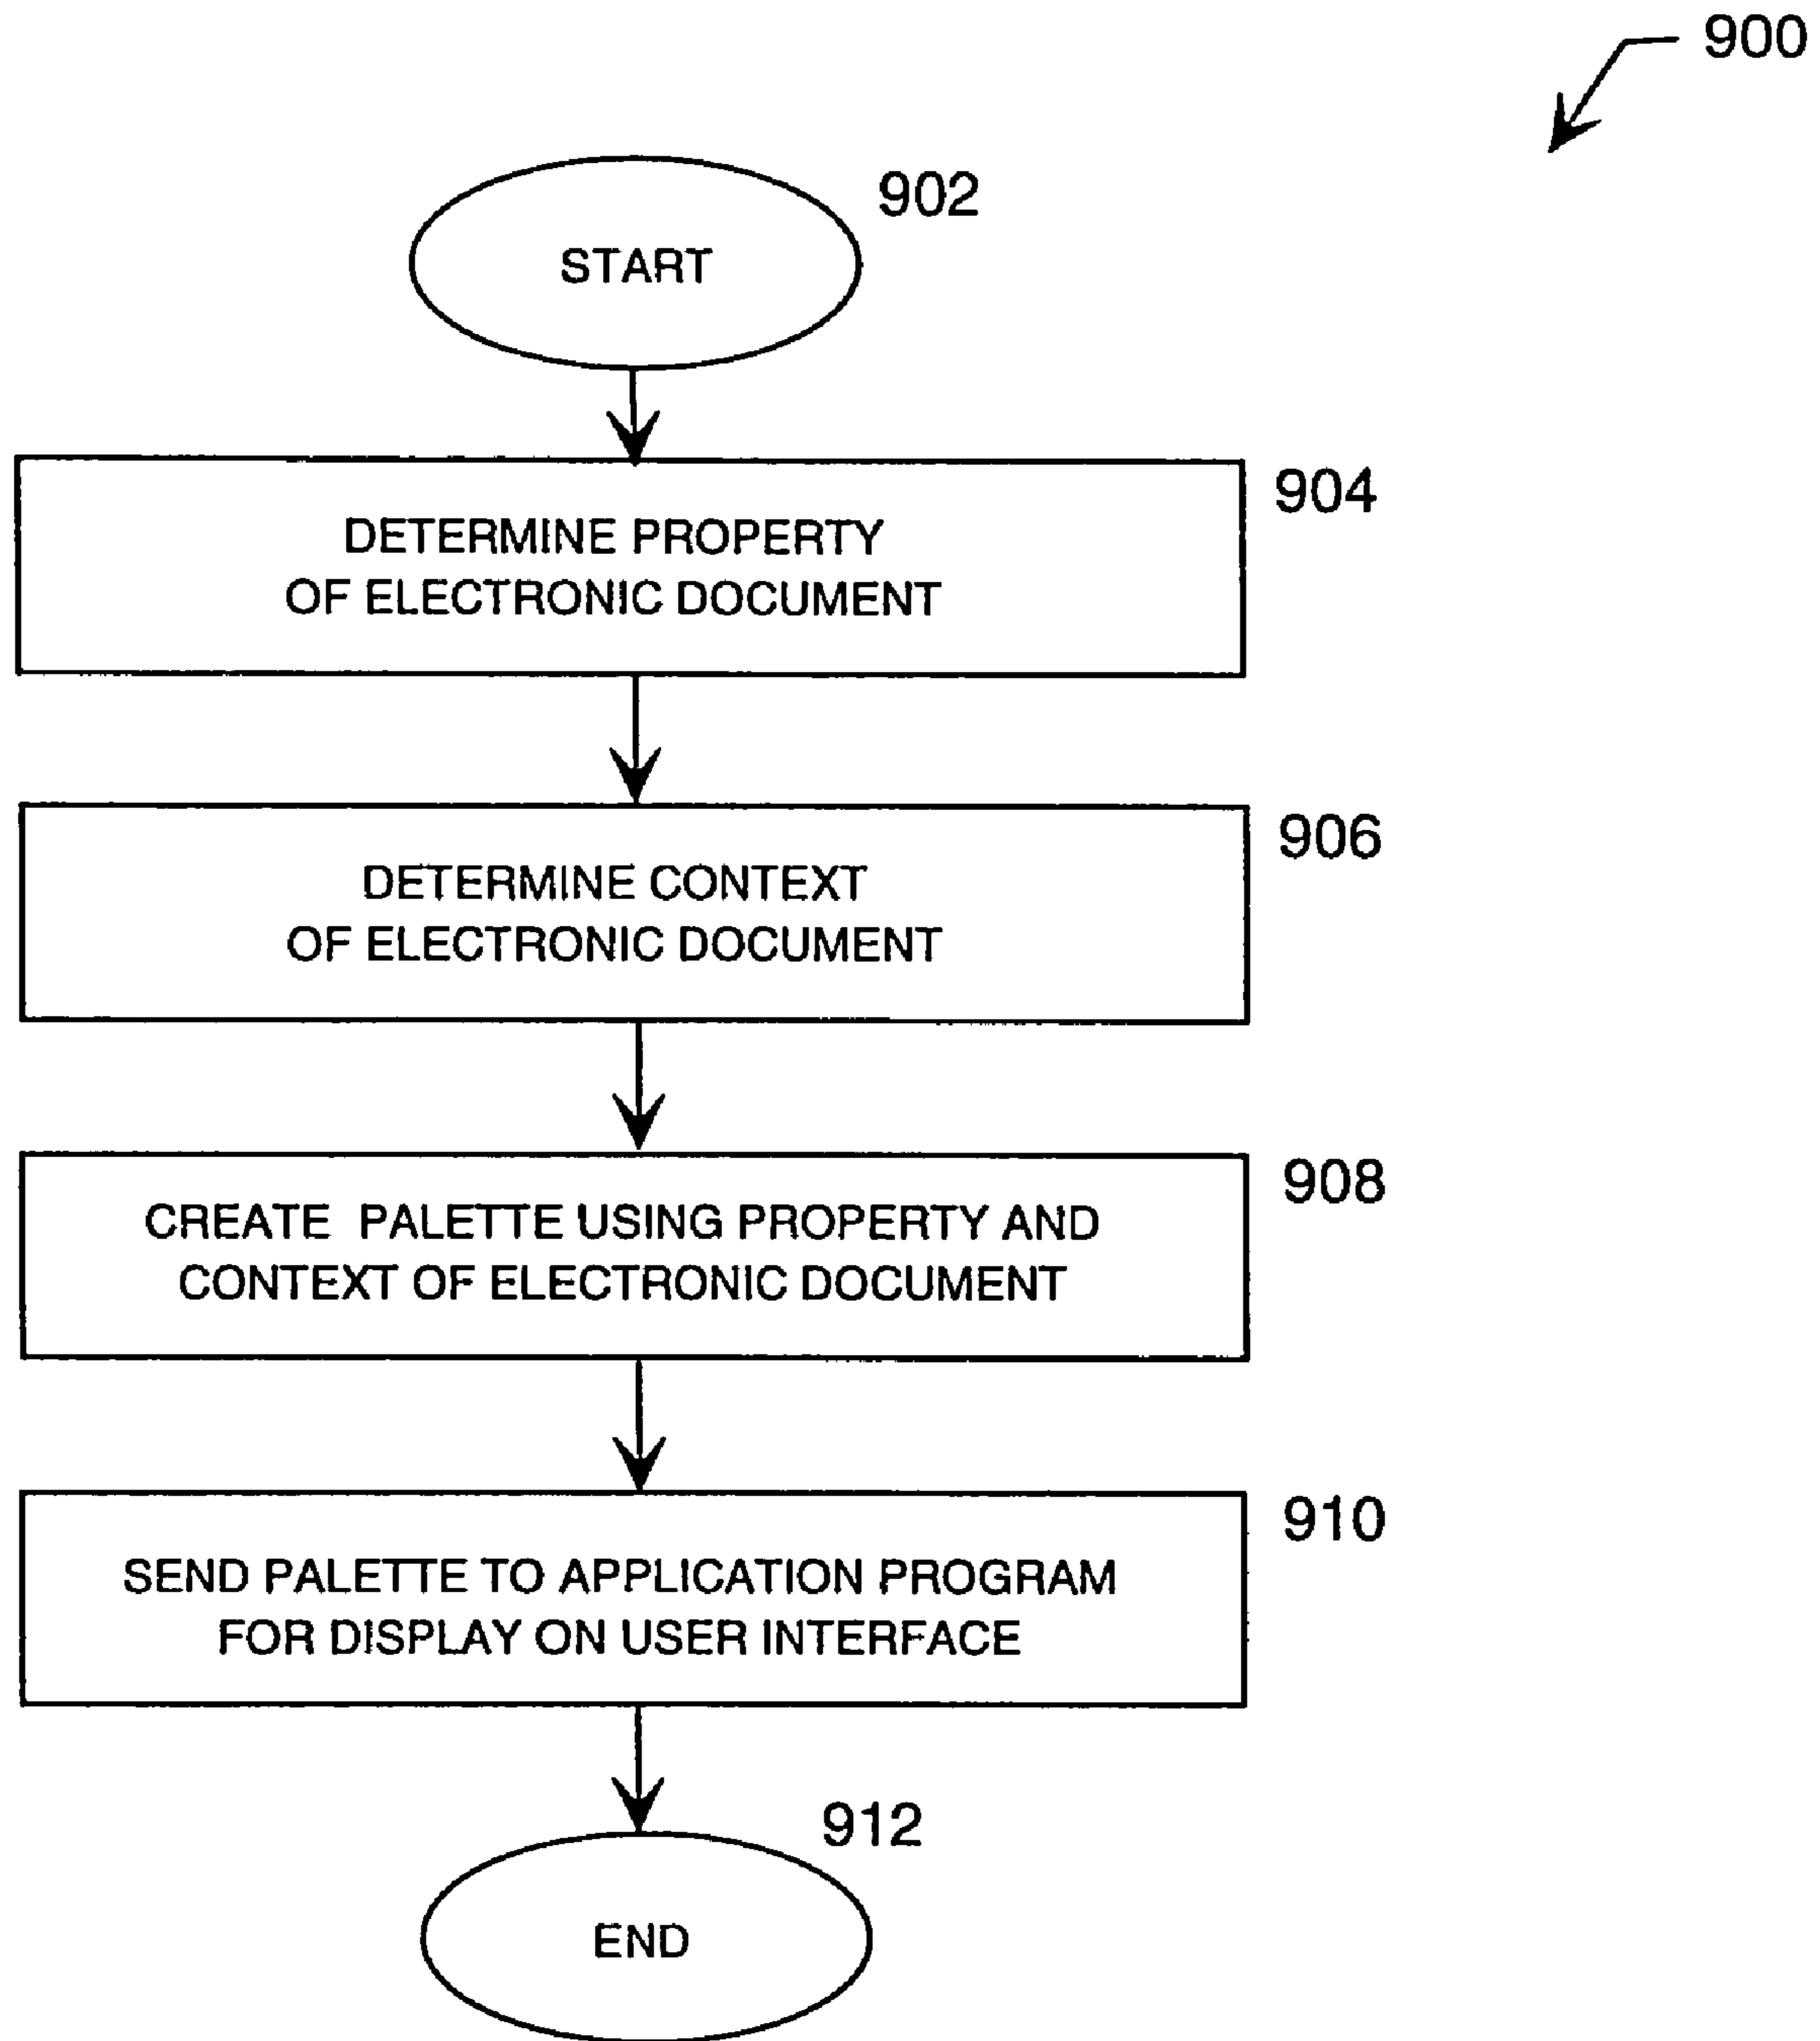 900
902
START
904
DETERMINE PROPERTY
OF ELECTRONIC DOCUMENT
906
DETERMINE CONTEXT
OF ELECTRONIC DOCUMENT
908
CREATE PALETTE USING PROPERTY AND
CONTEXT OF ELECTRONIC DOCUMENT
910
SEND PALETTE TO APPLICATION PROGRAM
FOR DISPLAY ON USER INTERFACE
912
END